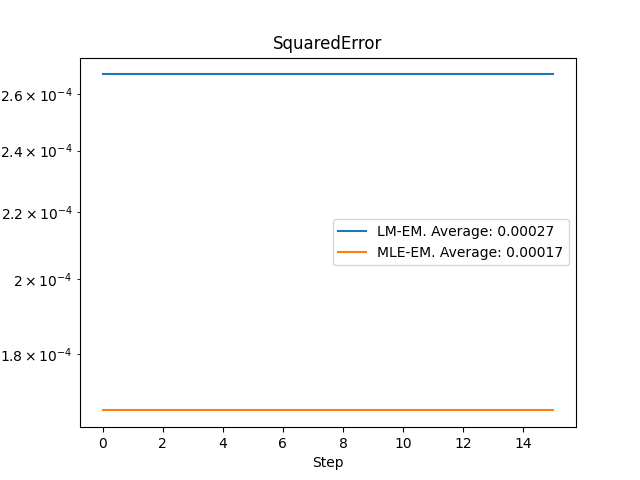 SquaredError
2.6 × 10⁻⁴
2.4 × 10⁻⁴
2.2 × 10⁻⁴
2 × 10⁻⁴
1.8 × 10⁻⁴
LM-EM. Average: 0.00027
MLE-EM. Average: 0.00017
0 2 4 6 8 10 12 14
Step